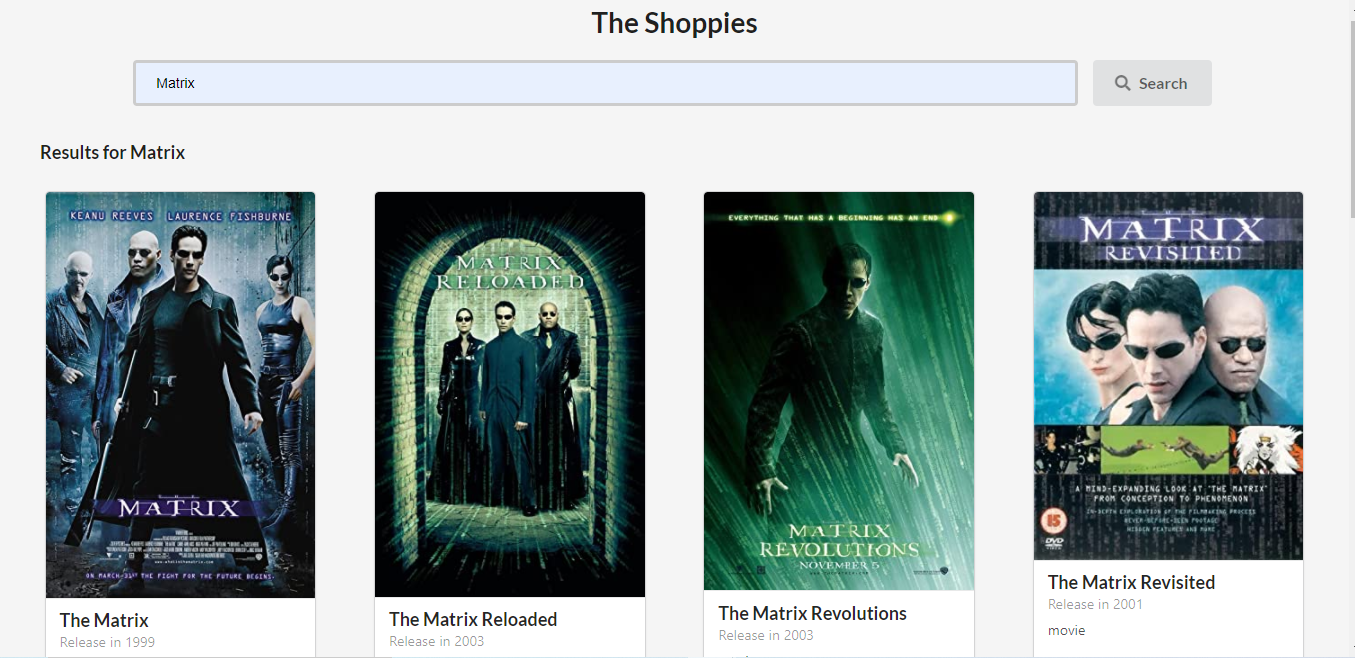 The Shoppies
Matrix
Search
Results for Matrix
KEANU REEVES LAURENCE FISHBURNE
MATRIX
ON MARCH 31ST THE FIGHT FOR THE FUTURE BEGINS.
The Matrix
Release in 1999
MATRIX
RELOADED
The Matrix Reloaded
Release in 2003
EVERYTHING THAT HAS A BEGINNING HAS AN END
MATRIX
REVOLUTIONS
NOVEMBER 5
The Matrix Revolutions
Release in 2003
THE
MATRIX
REVISITED
A MIND-EXPANDING LOOK AT "THE MATRIX"
FROM CONCEPTION TO PHENOMENON
IN-DEPTH EXPLORATION OF THE FILMMAKING PROCESS
NEVER-BEFORE-SEEN FOOTAGE
HIDDEN FEATURES AND MORE
15
DVD
The Matrix Revisited
Release in 2001
movie